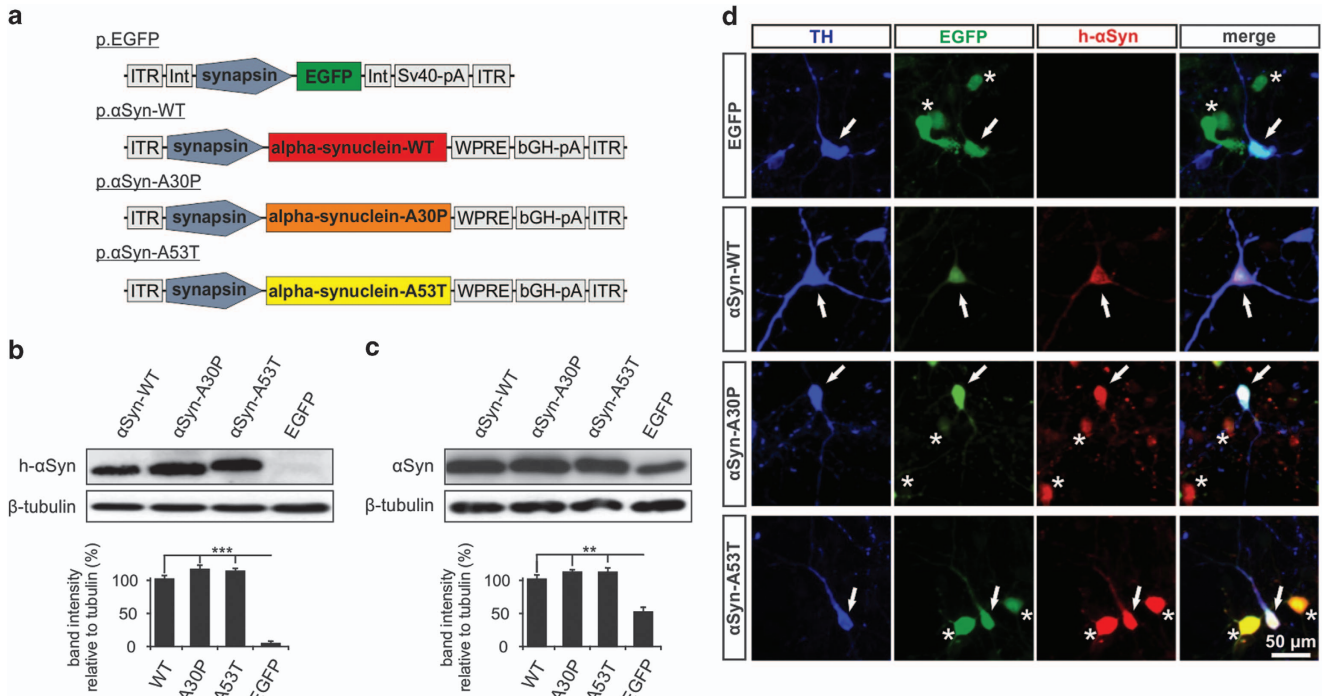 a
p.EGFP
ITR Int synapsin EGFP Int Sv40-pA ITR
p.αSyn-WT
ITR synapsin alpha-synuclein-WT WPRE bGH-pA ITR
p.αSyn-A30P
ITR synapsin alpha-synuclein-A30P WPRE bGH-pA ITR
p.αSyn-A53T
ITR synapsin alpha-synuclein-A53T WPRE bGH-pA ITR
b
αSyn-WT αSyn-A30P αSyn-A53T EGFP
h-αSyn
β-tubulin
band intensity
relative to tubulin (%)
***
100
50
0
WT A30P A53T EGFP
c
αSyn-WT αSyn-A30P αSyn-A53T EGFP
αSyn
β-tubulin
band intensity
relative to tubulin (%)
**
100
50
0
WT A30P A53T EGFP
d
TH EGFP h-αSyn merge
EGFP
* * * *
αSyn-WT
αSyn-A30P
* * * * * *
αSyn-A53T
* * * * * *
50 µm